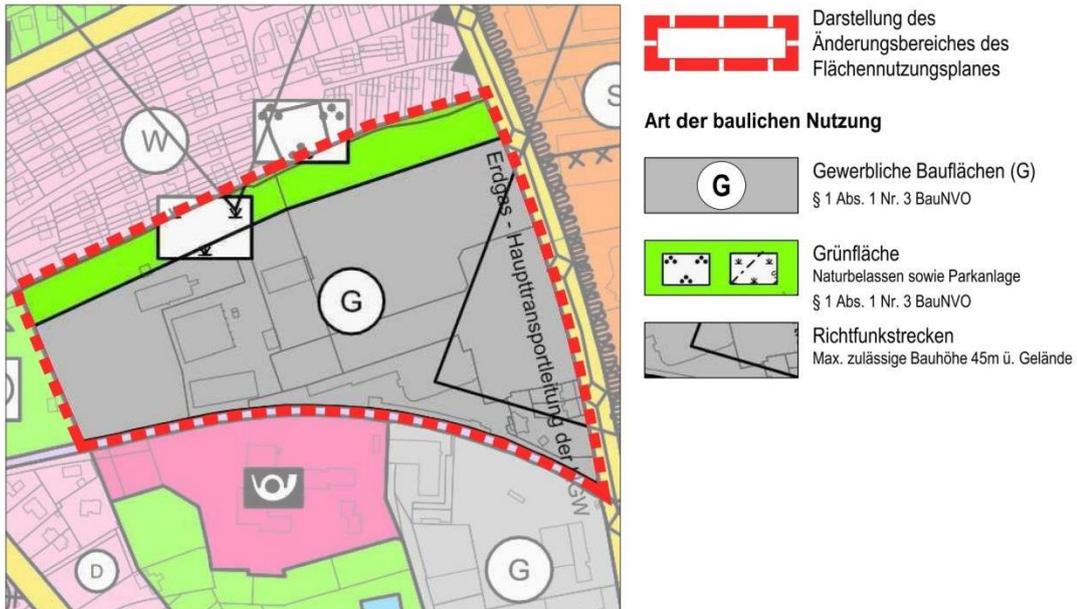 W
S
G
Erdgas - Haupttransportleitung der
D
G
Darstellung des
Änderungsbereiches des
Flächennutzungsplanes
Art der baulichen Nutzung
G
Gewerbliche Bauflächen (G)
§ 1 Abs. 1 Nr. 3 BauNVO
Grünfläche
Naturbelassen sowie Parkanlage
§ 1 Abs. 1 Nr. 3 BauNVO
Richtfunkstrecken
Max. zulässige Bauhöhe 45m ü. Gelände